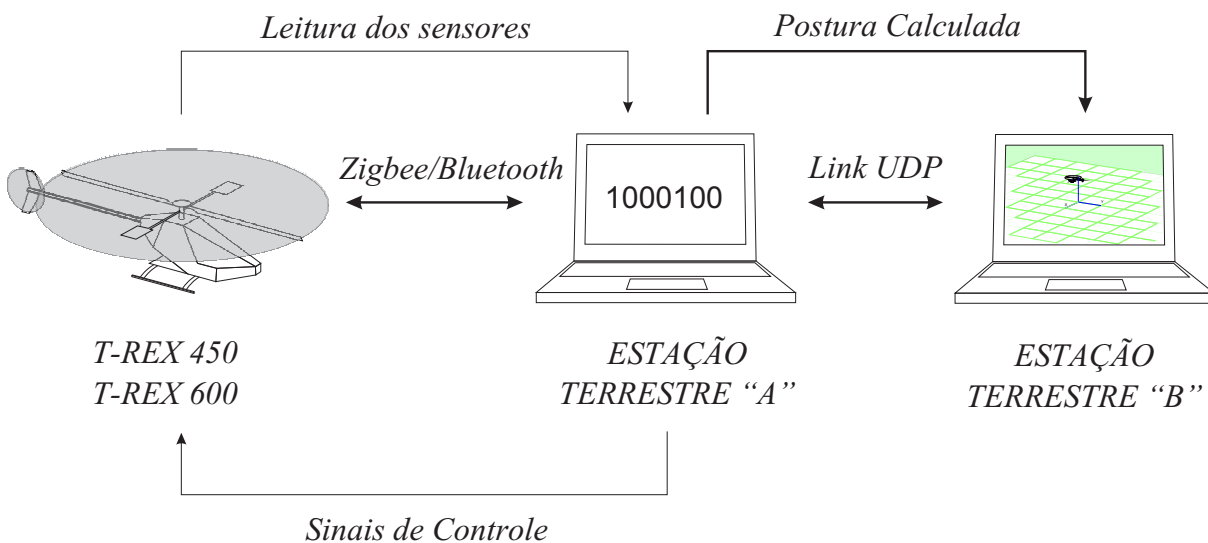 Leitura dos sensores
Postura Calculada
Zigbee/Bluetooth
1000100
Link UDP
T-REX 450
T-REX 600
ESTAÇÃO
TERRESTRE “A”
ESTAÇÃO
TERRESTRE “B”
Sinais de Controle